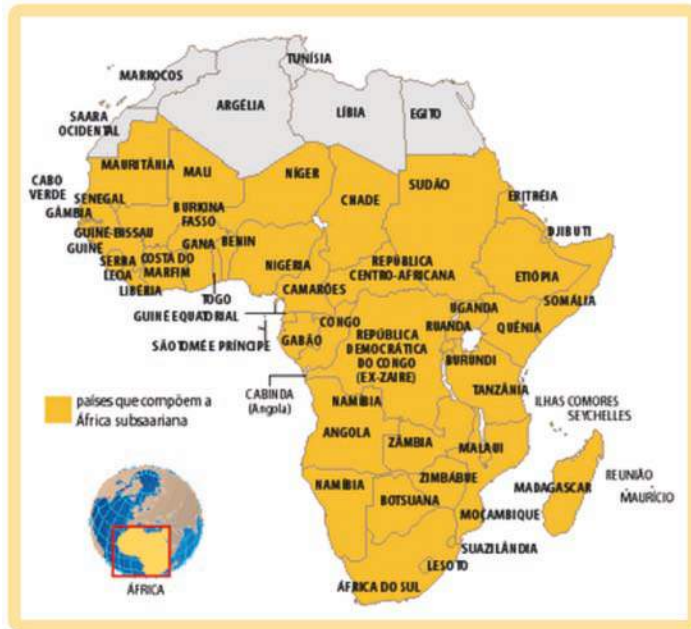 TUNÍSIA
MARROCOS
ARGÉLIA
LÍBIA
EGITO
SAARA
OCIDENTAL
MAURITÂNIA
MALI
NÍGER
CHADE
SUDÃO
ERITRÉIA
CABO
VERDE
SENEGAL
GÂMBIA
BURKINA
FASSO
DJIBUTI
GUINÉ-BISSAU
GUINÉ
GANA
BENIN
SERRA
LEOA
COSTA DO
MARFIM
NIGÉRIA
REPÚBLICA
CENTRO-AFRICANA
ETIÓPIA
LIBÉRIA
CAMARÕES
SOMÁLIA
TOGO
GUINÉ EQUATORIAL
UGANDA
CONGO
RUANDA
QUÊNIA
SÃO TOMÉ E PRÍNCIPE
GABÃO
REPÚBLICA
DEMOCRÁTICA
DO CONGO
(EX-ZAIRE)
BURUNDI
CABINDA
(Angola)
TANZÂNIA
NAMÍBIA
ILHAS COMORES
SEYCHELLES
países que compõem a
África subsaariana
ANGOLA
ZÂMBIA
MALAUI
NAMÍBIA
ZIMBÁBUE
MADAGASCAR
REUNIÃO
MAURÍCIO
BOTSUANA
MOÇAMBIQUE
SUAZILÂNDIA
LESOTO
ÁFRICA DO SUL
ÁFRICA